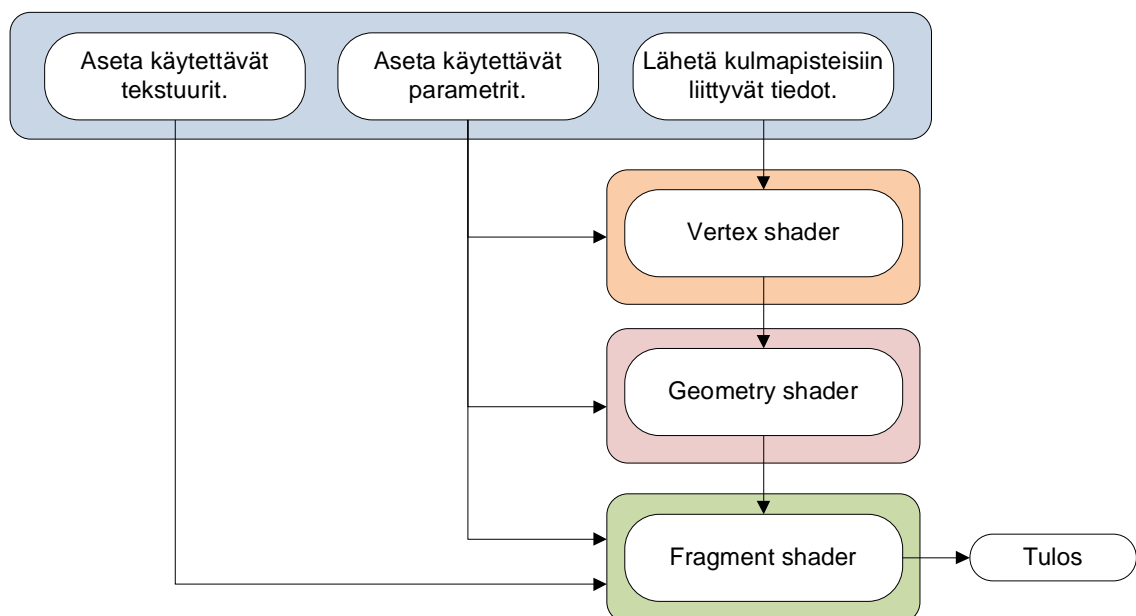 Aseta käytettävät
tekstuurit.
Aseta käytettävät
parametrit.
Lähetä kulmapisteisiin
liittyvät tiedot.
Vertex shader
Geometry shader
Fragment shader
Tulos